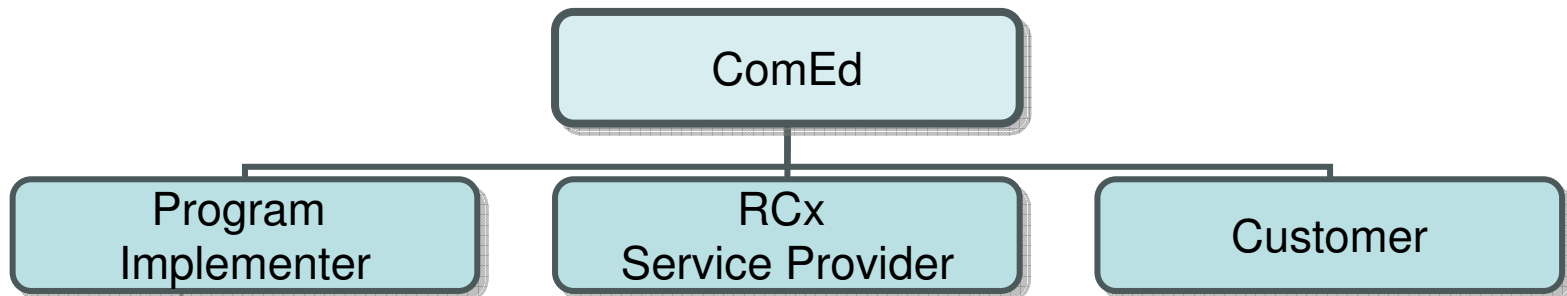 ComEd
Program
Implementer
RCx
Service Provider
Customer